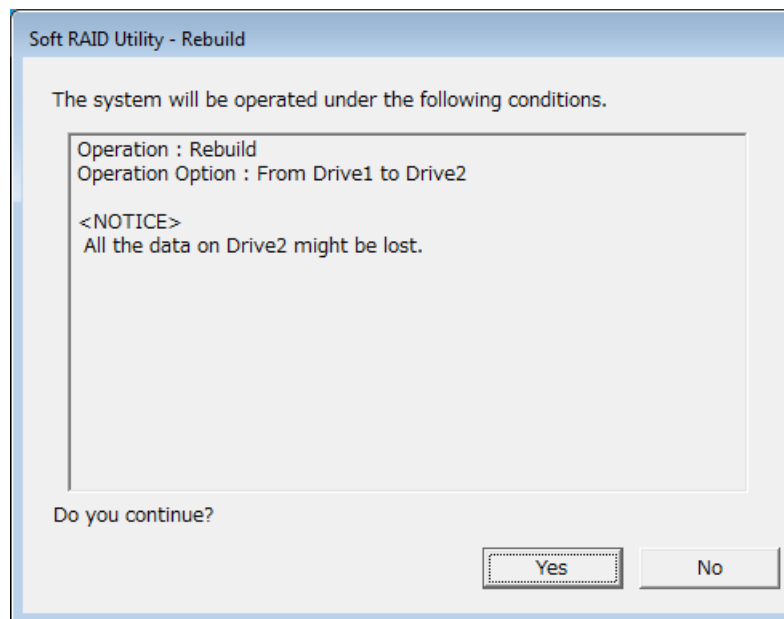 Soft RAID Utility - Rebuild
The system will be operated under the following conditions.
Operation : Rebuild
Operation Option : From Drive1 to Drive2
<NOTICE>
All the data on Drive2 might be lost.
Do you continue?
Yes No